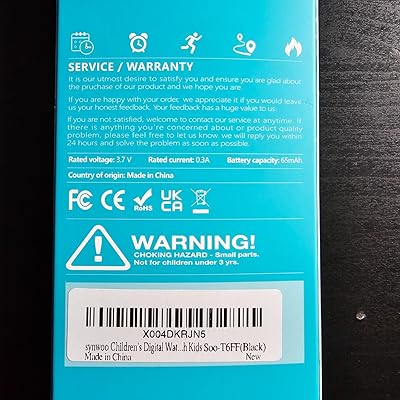 SERVICE / WARRANTY
It is our utmost desire to satisfy you and ensure you are glad about
the pruchase of our product and we hope you are.
If you are happy with your order, we appreciate it if you would leave
us your honest feedback. Your feedback has a huge value to us.
If you are not satisfied, welcome to contact our service at anytime. If
there is anything you're concerned about or product quality
problem, please feel free to let us know. we will reply you within
24 hours and solve the problem as soon as possible.
Rated voltage: 3.7 V Rated current: 0.3A Battery capacity: 65mAh
Country of origin: Made in China
FC CE RoHS UK CA
WARNING!
CHOKING HAZARD - Small parts.
Not for children under 3 yrs.
X004DKRJN5
synwoo Children's Digital Wat...h Kids Soo-T6FF(Black)
Made in China New